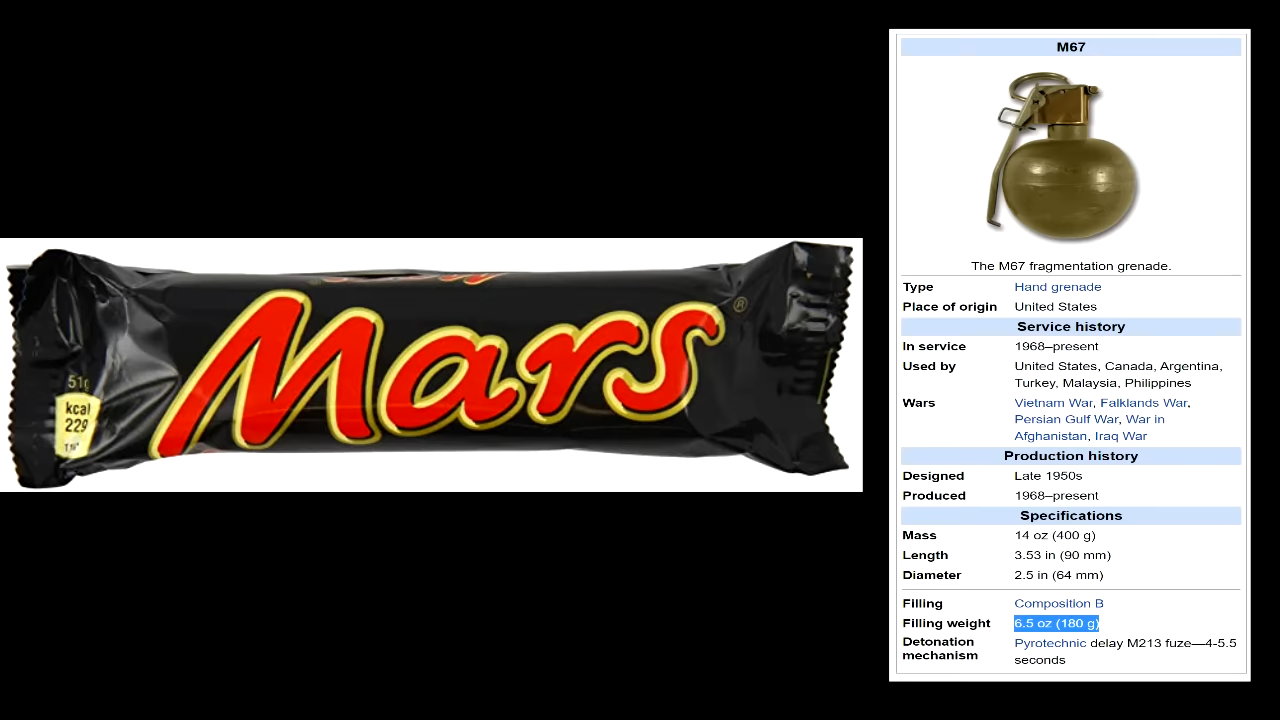 Mars
®
51g
kcal
229
M67
The M67 fragmentation grenade.
Type Hand grenade
Place of origin United States
Service history
In service 1968–present
Used by United States, Canada, Argentina,
Turkey, Malaysia, Philippines
Wars Vietnam War, Falklands War,
Persian Gulf War, War in
Afghanistan, Iraq War
Production history
Designed Late 1950s
Produced 1968–present
Specifications
Mass 14 oz (400 g)
Length 3.53 in (90 mm)
Diameter 2.5 in (64 mm)
Filling Composition B
Filling weight 6.5 oz (180 g)
Detonation mechanism Pyrotechnic delay M213 fuze—4-5.5
seconds